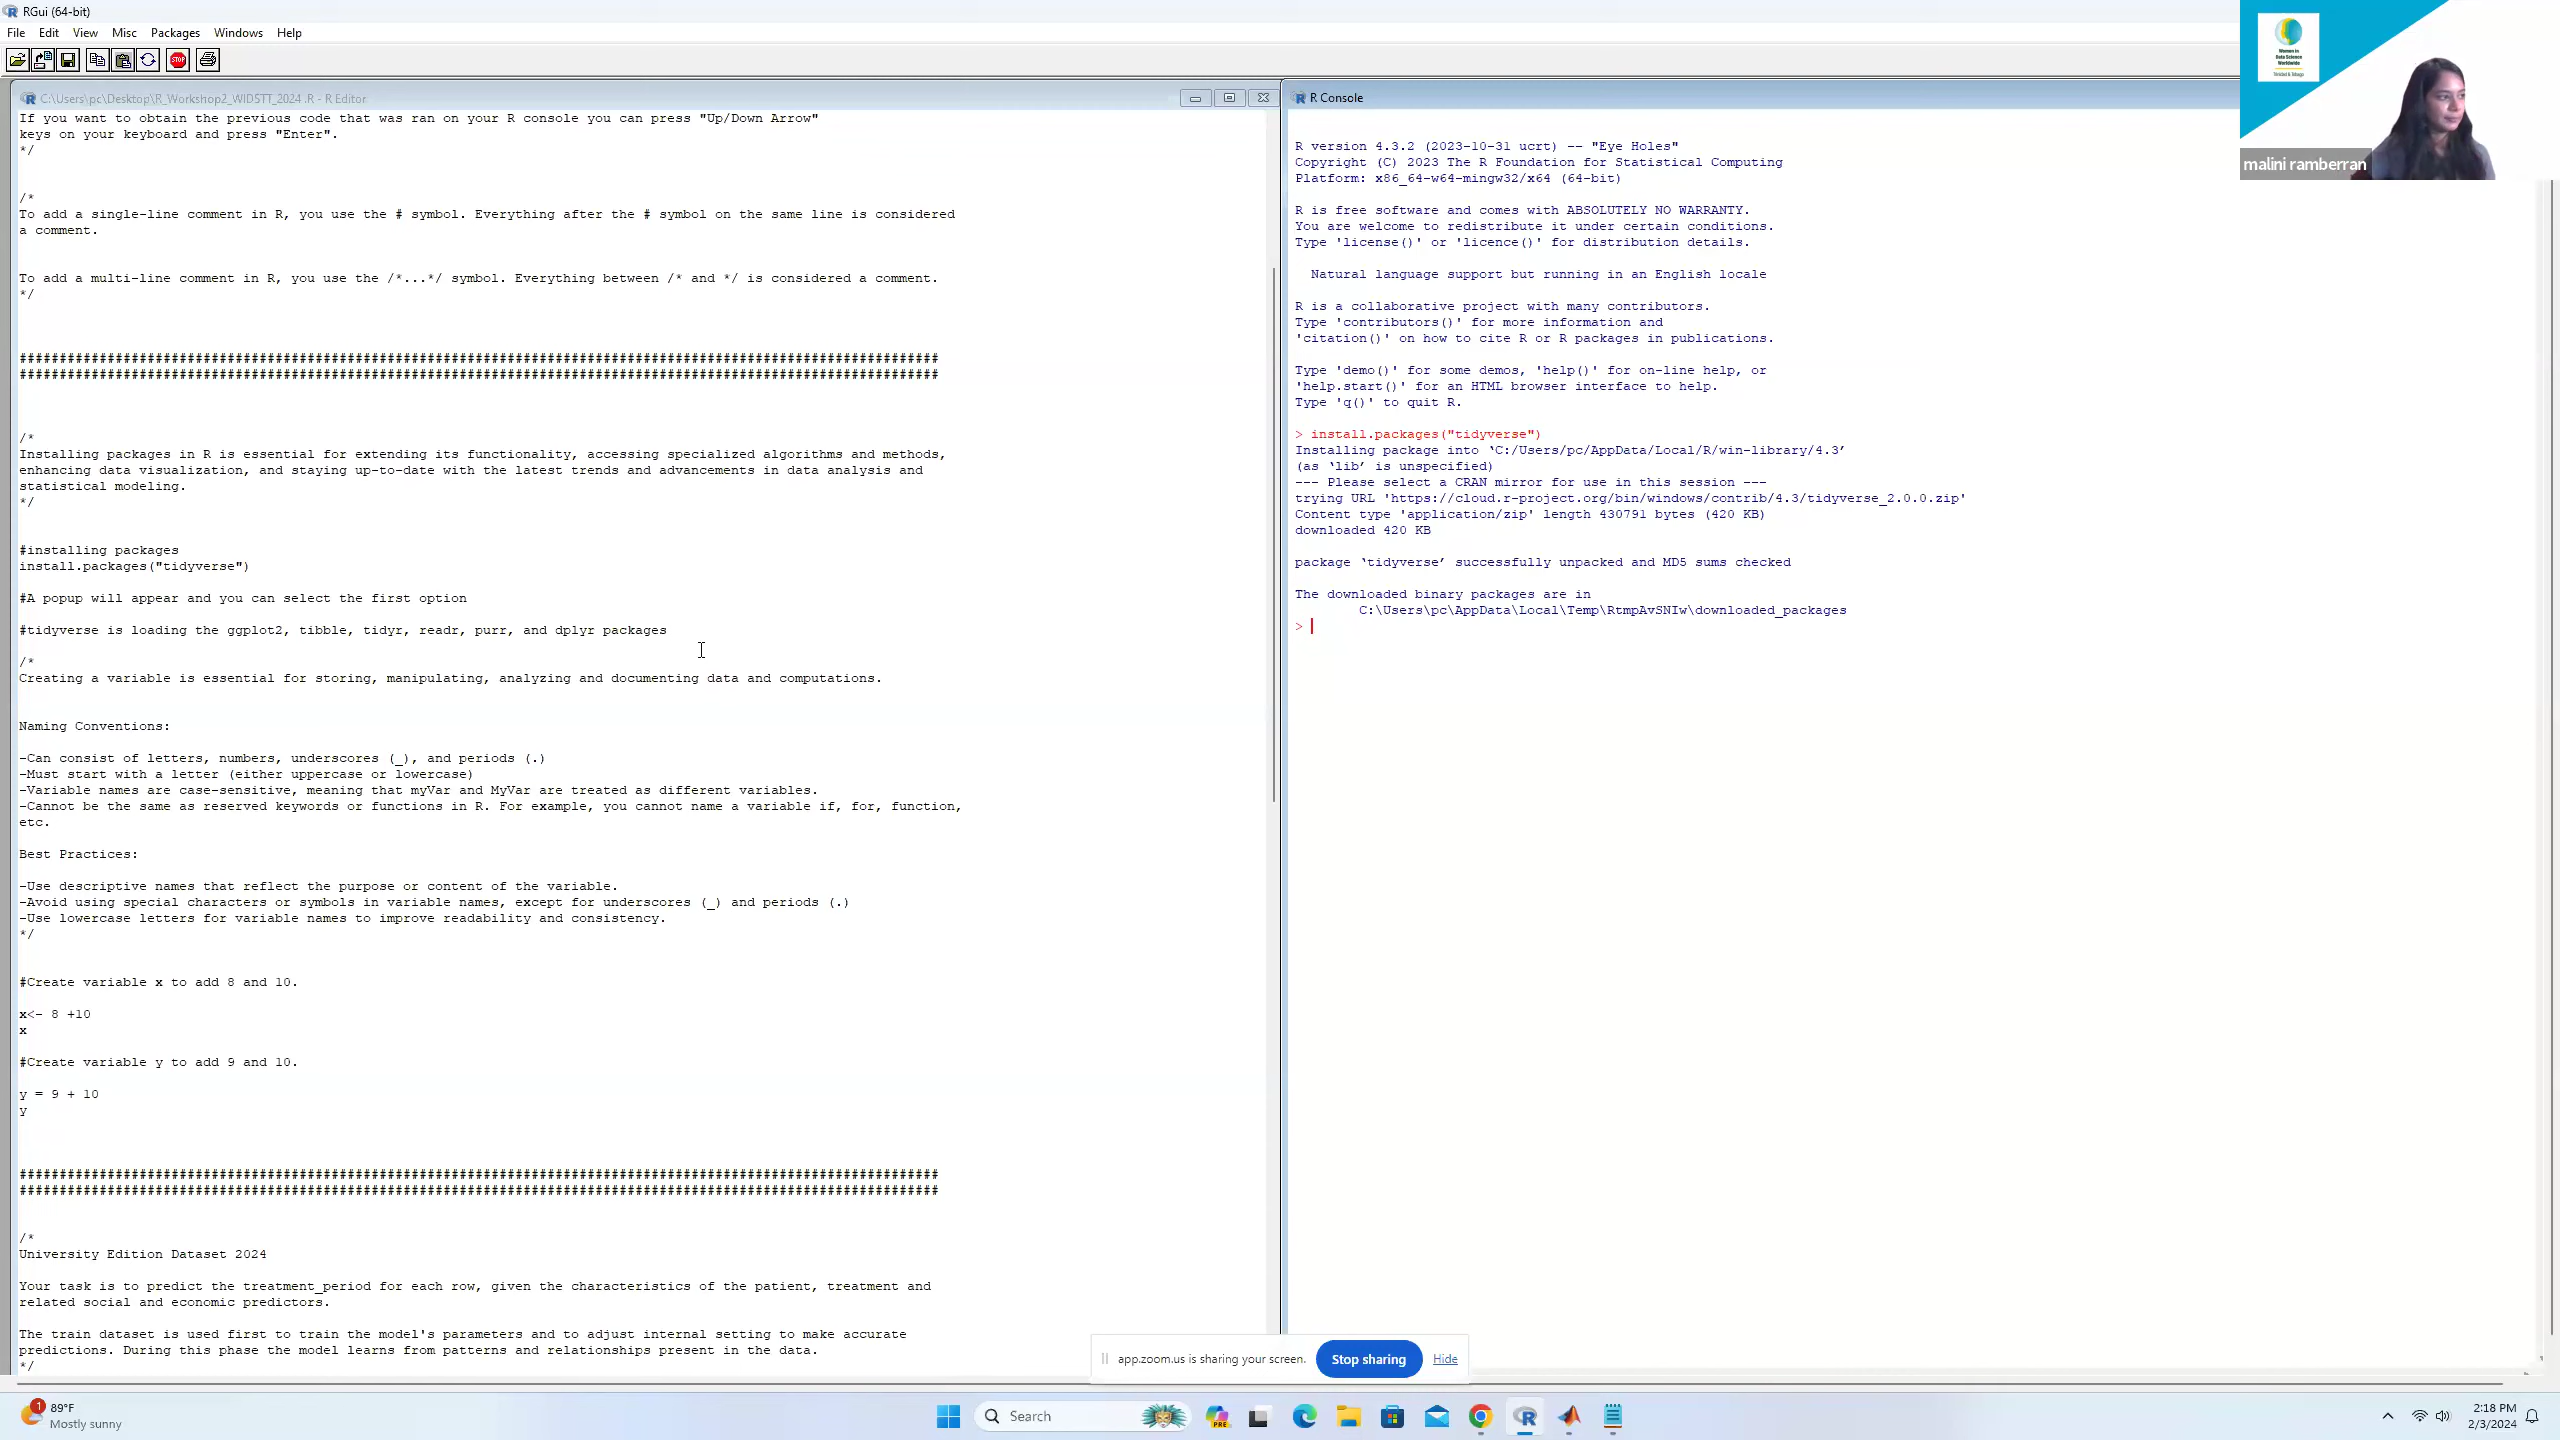 RGui (64-bit)
File Edit View Misc Packages Windows Help
STOP
C:\Users\pc\Desktop\R_Workshop2_WIDSTT_2024 .R - R Editor
If you want to obtain the previous code that was ran on your R console you can press "Up/Down Arrow"
keys on your keyboard and press "Enter".
*/
/*
To add a single-line comment in R, you use the # symbol. Everything after the # symbol on the same line is considered
a comment.
To add a multi-line comment in R, you use the /*...*/ symbol. Everything between /* and */ is considered a comment.
*/
###################################################################################################################
###################################################################################################################
/*
Installing packages in R is essential for extending its functionality, accessing specialized algorithms and methods,
enhancing data visualization, and staying up-to-date with the latest trends and advancements in data analysis and
statistical modeling.
*/
#installing packages
install.packages("tidyverse")
#A popup will appear and you can select the first option
#tidyverse is loading the ggplot2, tibble, tidyr, readr, purr, and dplyr packages
/*
Creating a variable is essential for storing, manipulating, analyzing and documenting data and computations.
Naming Conventions:
-Can consist of letters, numbers, underscores (_), and periods (.)
-Must start with a letter (either uppercase or lowercase)
-Variable names are case-sensitive, meaning that myVar and MyVar are treated as different variables.
-Cannot be the same as reserved keywords or functions in R. For example, you cannot name a variable if, for, function,
etc.
Best Practices:
-Use descriptive names that reflect the purpose or content of the variable.
-Avoid using special characters or symbols in variable names, except for underscores (_) and periods (.)
-Use lowercase letters for variable names to improve readability and consistency.
*/
#Create variable x to add 8 and 10.
x<- 8 +10
x
#Create variable y to add 9 and 10.
y = 9 + 10
y
###################################################################################################################
###################################################################################################################
/*
University Edition Dataset 2024
Your task is to predict the treatment_period for each row, given the characteristics of the patient, treatment and
related social and economic predictors.
The train dataset is used first to train the model's parameters and to adjust internal setting to make accurate
predictions. During this phase the model learns from patterns and relationships present in the data.
*/
R Console
R version 4.3.2 (2023-10-31 ucrt) -- "Eye Holes"
Copyright (C) 2023 The R Foundation for Statistical Computing
Platform: x86_64-w64-mingw32/x64 (64-bit)
R is free software and comes with ABSOLUTELY NO WARRANTY.
You are welcome to redistribute it under certain conditions.
Type 'license()' or 'licence()' for distribution details.
Natural language support but running in an English locale
R is a collaborative project with many contributors.
Type 'contributors()' for more information and
'citation()' on how to cite R or R packages in publications.
Type 'demo()' for some demos, 'help()' for on-line help, or
'help.start()' for an HTML browser interface to help.
Type 'q()' to quit R.
> install.packages("tidyverse")
Installing package into ‘C:/Users/pc/AppData/Local/R/win-library/4.3’
(as ‘lib’ is unspecified)
--- Please select a CRAN mirror for use in this session ---
trying URL 'https://cloud.r-project.org/bin/windows/contrib/4.3/tidyverse_2.0.0.zip'
Content type 'application/zip' length 430791 bytes (420 KB)
downloaded 420 KB
package ‘tidyverse’ successfully unpacked and MD5 sums checked
The downloaded binary packages are in
C:\Users\pc\AppData\Local\Temp\RtmpAvSNIw\downloaded_packages
>
Women in
Data Science
Worldwide
Trinidad & Tobago
malini ramberran
app.zoom.us is sharing your screen. Stop sharing Hide
1
89°F
Mostly sunny
Search
PRE
2:18 PM
2/3/2024